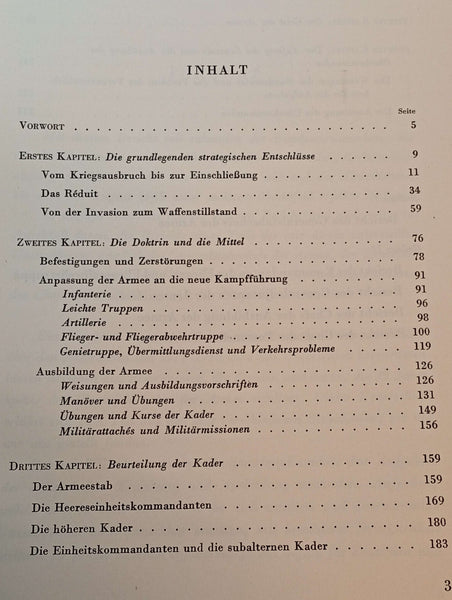 INHALT
Seite
VORWORT . . . . . . . . . . . . . . . . . . . . . . . . . 5
ERSTES KAPITEL: Die grundlegenden strategischen Entschlüsse . . . . . . 9
Vom Kriegsausbruch bis zur Einschließung . . . . . . . . . . . 11
Das Réduit . . . . . . . . . . . . . . . . . . . . . . 34
Von der Invasion zum Waffenstillstand . . . . . . . . . . . . 59
ZWEITES KAPITEL: Die Doktrin und die Mittel . . . . . . . . . . . 76
Befestigungen und Zerstörungen . . . . . . . . . . . . . . 78
Anpassung der Armee an die neue Kampfführung . . . . . . . . 91
Infanterie . . . . . . . . . . . . . . . . . . . . . 91
Leichte Truppen . . . . . . . . . . . . . . . . . . . 96
Artillerie . . . . . . . . . . . . . . . . . . . . . 98
Flieger- und Fliegerabwehrtruppe . . . . . . . . . . . . 100
Genietruppe, Übermittlungsdienst und Verkehrsprobleme . . . . . 119
Ausbildung der Armee . . . . . . . . . . . . . . . . . . 126
Weisungen und Ausbildungsvorschriften . . . . . . . . . . 126
Manöver und Übungen . . . . . . . . . . . . . . . . 131
Übungen und Kurse der Kader . . . . . . . . . . . . . 149
Militärattachés und Militärmissionen . . . . . . . . . . . 156
DRITTES KAPITEL: Beurteilung der Kader . . . . . . . . . . . . 159
Der Armeestab . . . . . . . . . . . . . . . . . . . . 159
Die Heereseinheitskommandanten . . . . . . . . . . . . . 169
Die höheren Kader . . . . . . . . . . . . . . . . . . . 180
Die Einheitskommandanten und die subalternen Kader . . . . . . 183
3